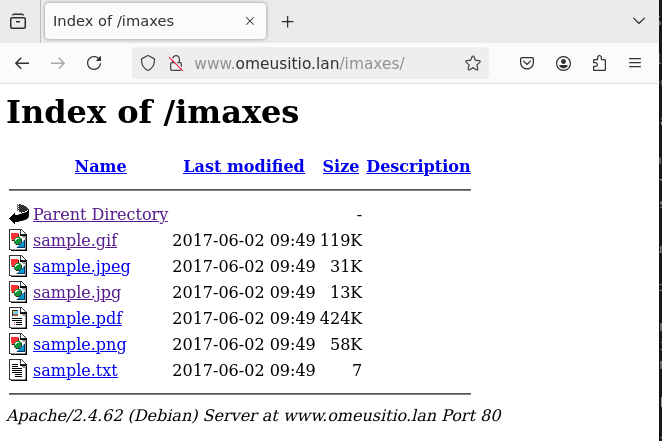 Index of /imaxes
www.omeusitio.lan/imaxes/
Index of /imaxes
Name Last modified Size Description
Parent Directory -
sample.gif 2017-06-02 09:49 119K
sample.jpeg 2017-06-02 09:49 31K
sample.jpg 2017-06-02 09:49 13K
sample.pdf 2017-06-02 09:49 424K
sample.png 2017-06-02 09:49 58K
sample.txt 2017-06-02 09:49 7
Apache/2.4.62 (Debian) Server at www.omeusitio.lan Port 80